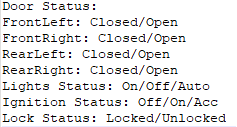 Door Status:
FrontLeft: Closed/Open
FrontRight: Closed/Open
RearLeft: Closed/Open
RearRight: Closed/Open
Lights Status: On/Off/Auto
Ignition Status: Off/On/Acc
Lock Status: Locked/Unlocked